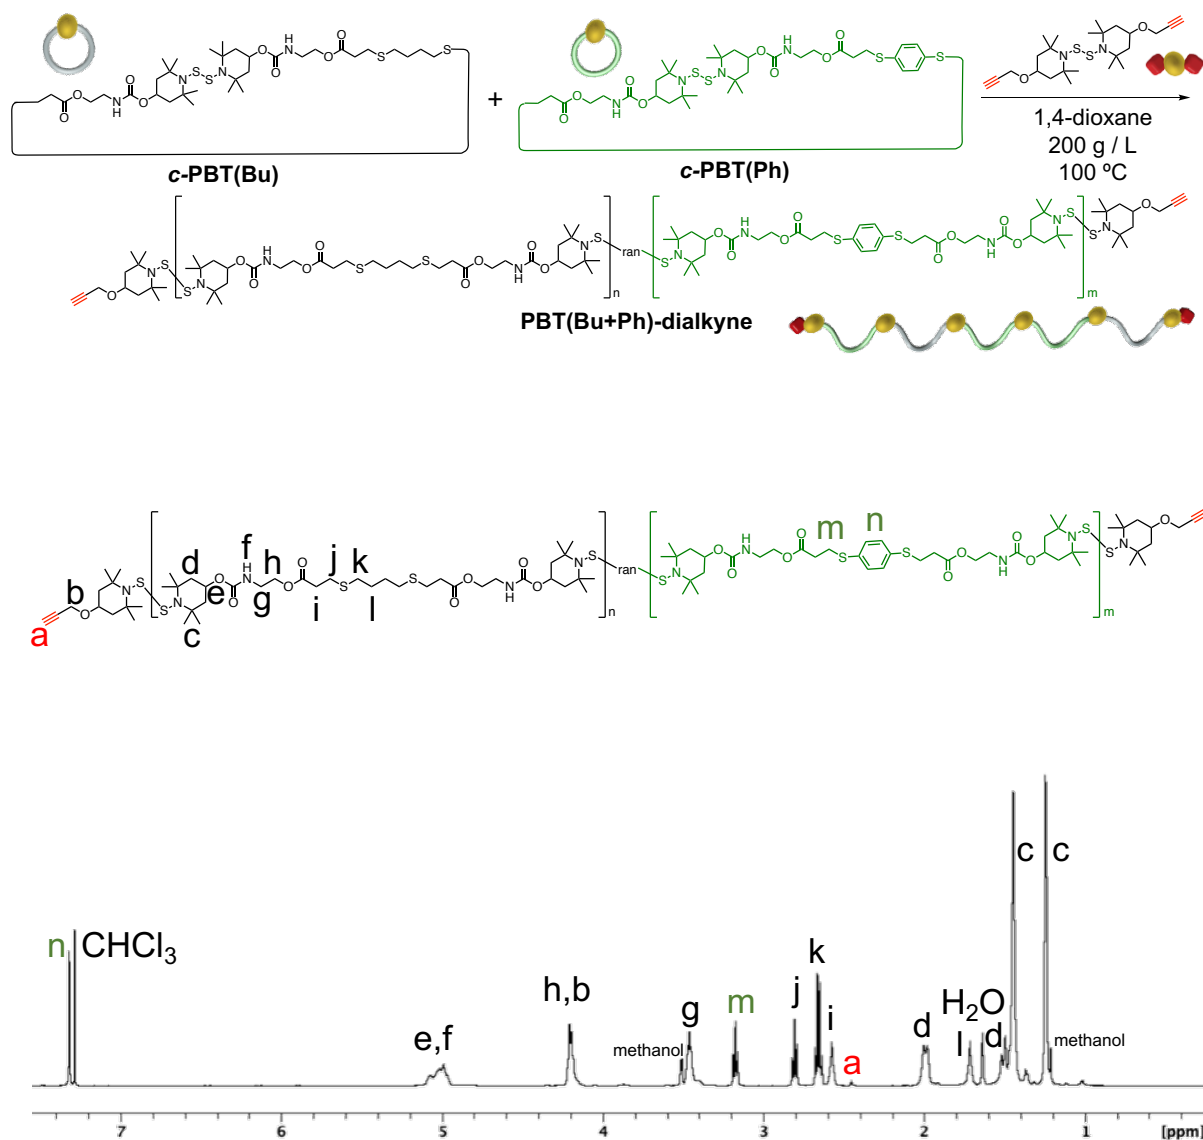 +
1,4-dioxane
200 g / L
100 ºC
c-PBT(Bu)
c-PBT(Ph)
ran
n
m
PBT(Bu+Ph)-dialkyne
a
b
c
d
e
f
g
h
i
j
k
l
m
n
ran
n
m
n
CHCl3
e,f
h,b
methanol
g
m
j
k
i
a
d
l
H2O
d
c
c
methanol
7 6 5 4 3 2 1 [ppm]